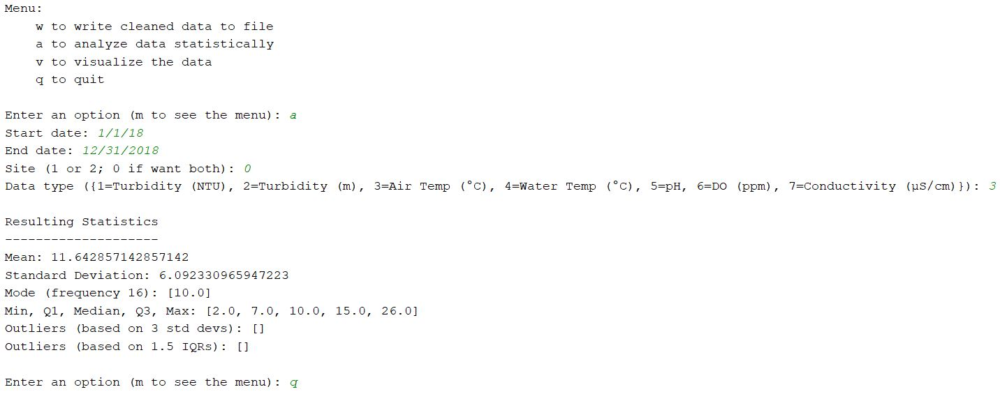 Menu:
    w to write cleaned data to file
    a to analyze data statistically
    v to visualize the data
    q to quit

Enter an option (m to see the menu): a
Start date: 1/1/18
End date: 12/31/2018
Site (1 or 2; 0 if want both): 0
Data type ({1=Turbidity (NTU), 2=Turbidity (m), 3=Air Temp (°C), 4=Water Temp (°C), 5=pH, 6=DO (ppm), 7=Conductivity (µS/cm)}): 3

Resulting Statistics
--------------------
Mean: 11.642857142857142
Standard Deviation: 6.092330965947223
Mode (frequency 16): [10.0]
Min, Q1, Median, Q3, Max: [2.0, 7.0, 10.0, 15.0, 26.0]
Outliers (based on 3 std devs): []
Outliers (based on 1.5 IQRs): []

Enter an option (m to see the menu): q